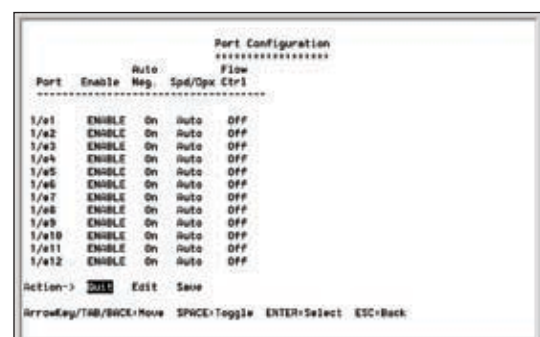 Port Configuration
******************
Auto Flow
Port Enable Neg. Spd/Dpx Ctrl
1/e1 ENABLE On Auto Off
1/e2 ENABLE On Auto Off
1/e3 ENABLE On Auto Off
1/e4 ENABLE On Auto Off
1/e5 ENABLE On Auto Off
1/e6 ENABLE On Auto Off
1/e7 ENABLE On Auto Off
1/e8 ENABLE On Auto Off
1/e9 ENABLE On Auto Off
1/e10 ENABLE On Auto Off
1/e11 ENABLE On Auto Off
1/e12 ENABLE On Auto Off
Action-> Quit Edit Save
ArrowKey/TAB/BACK=Move SPACE=Toggle ENTER=Select ESC=Back